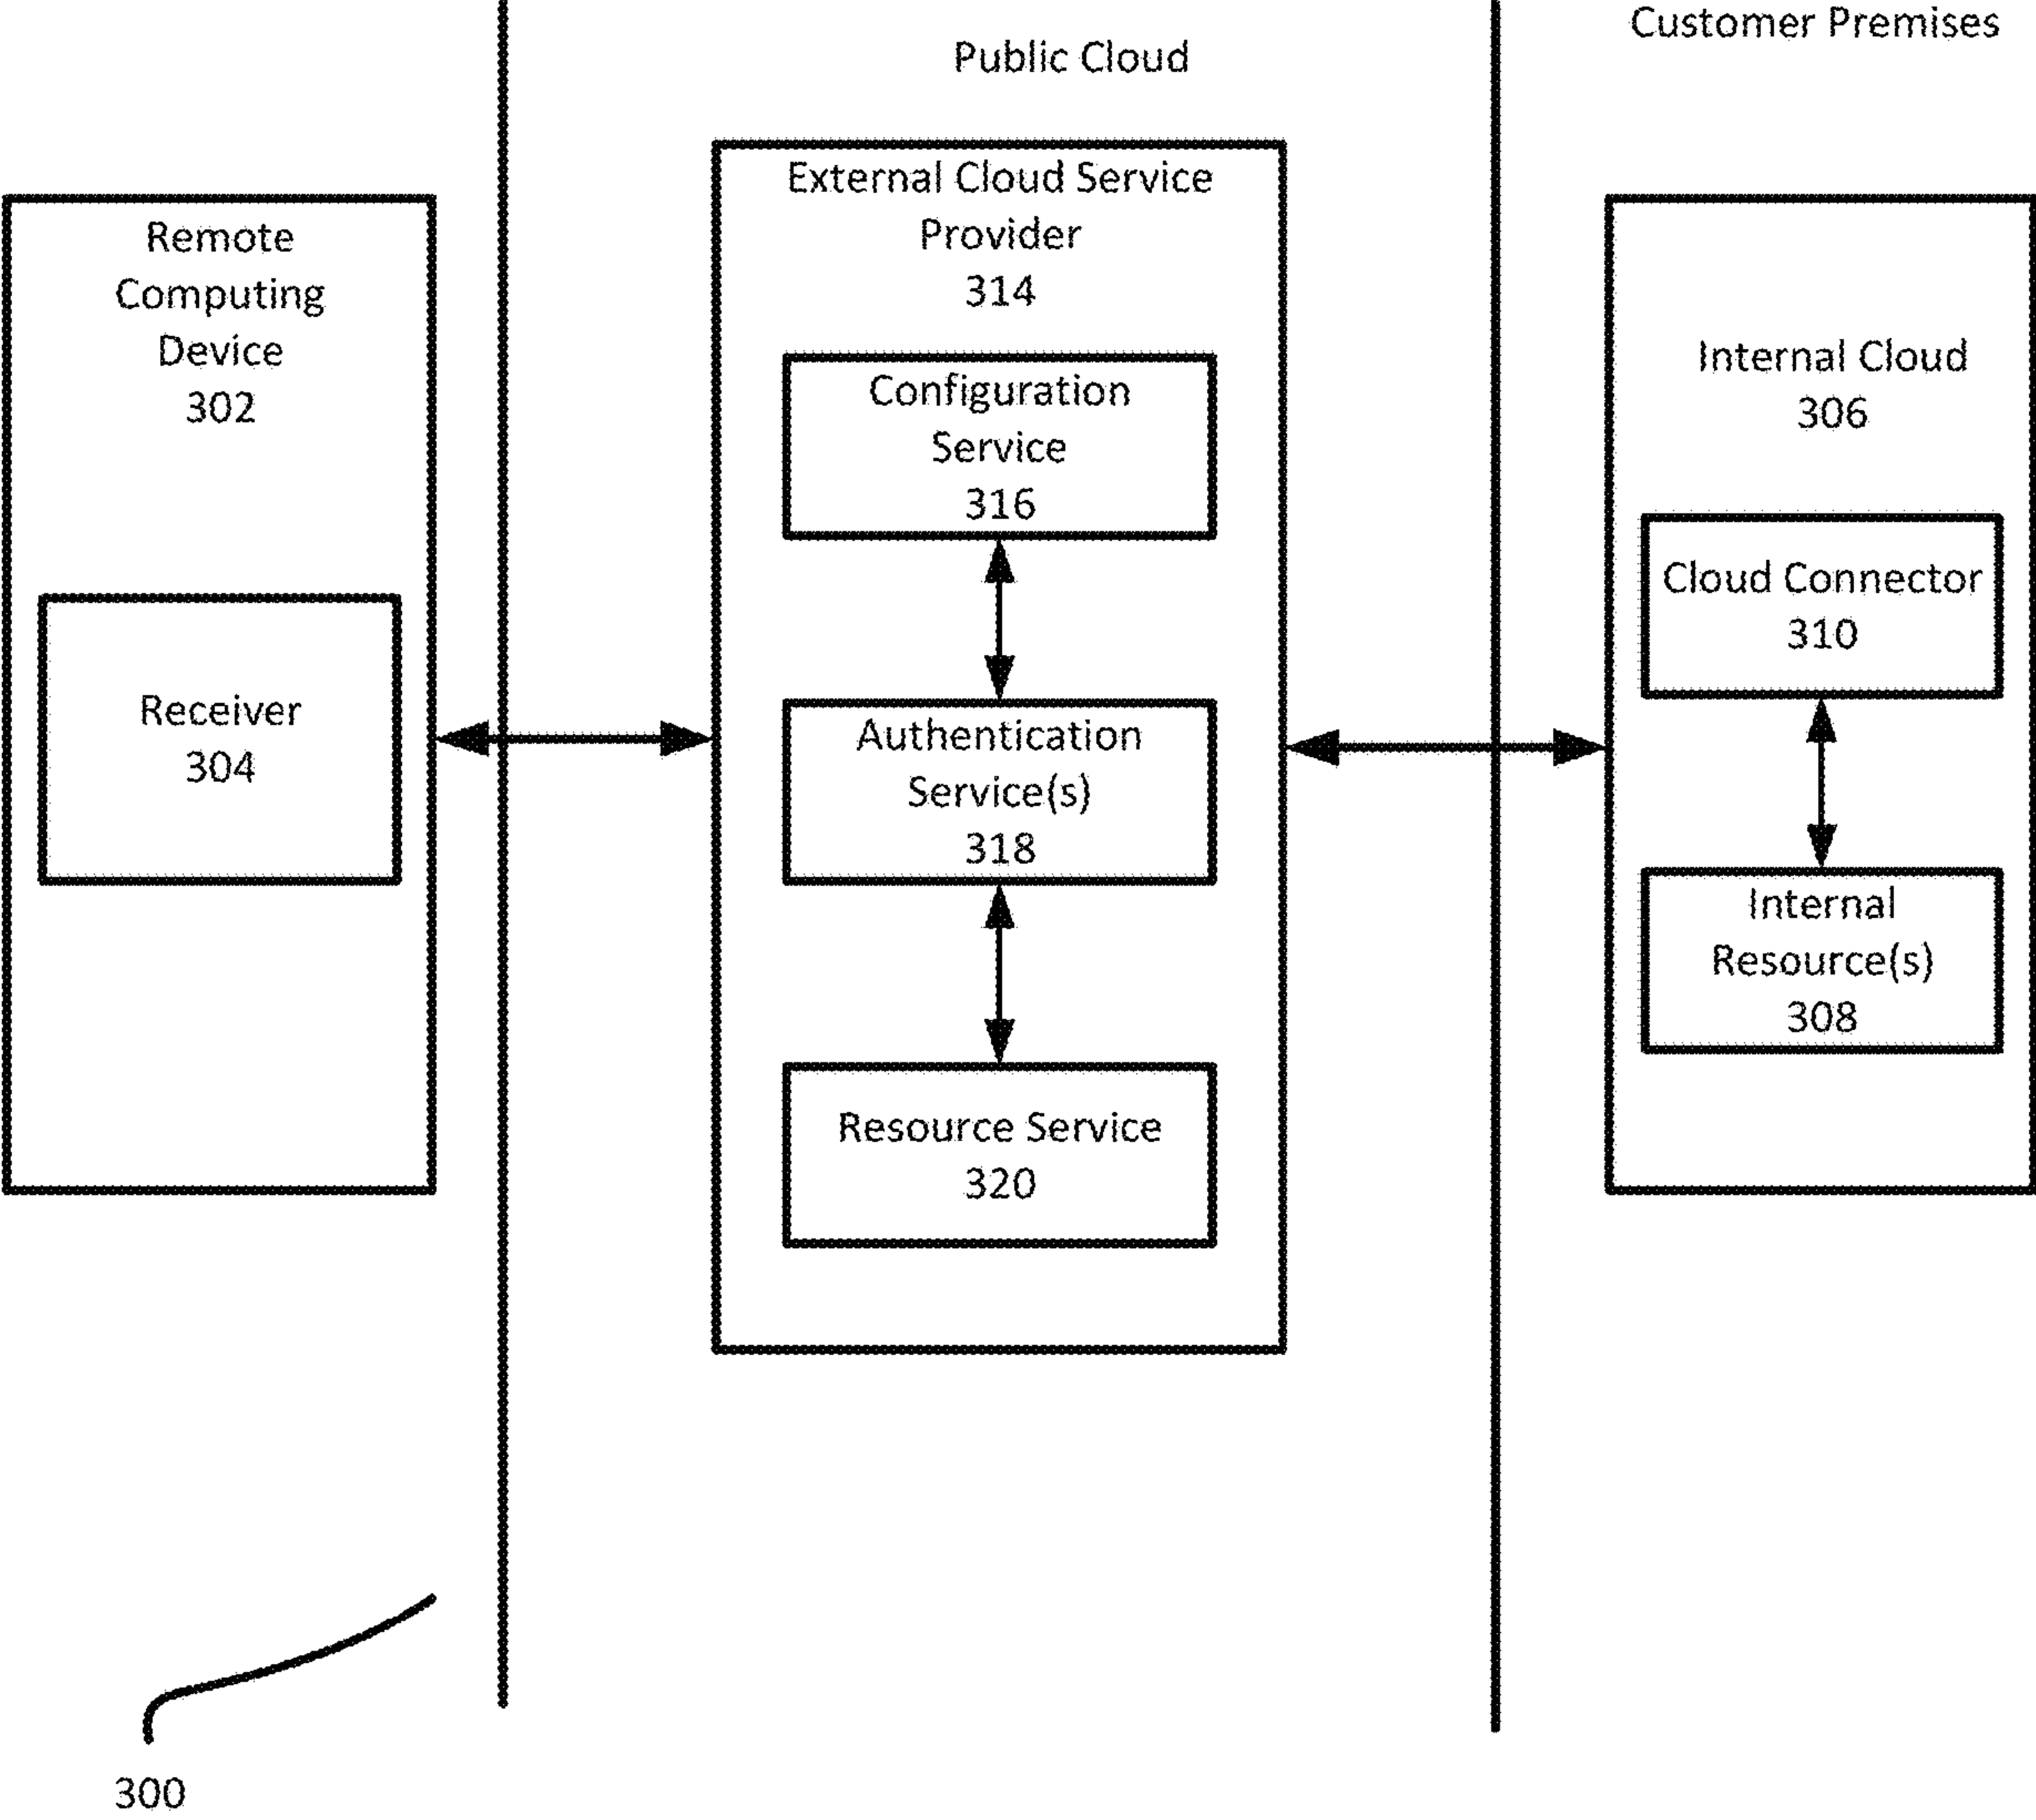 Public Cloud
Customer Premises
Remote
Computing
Device
302
Receiver
304
External Cloud Service
Provider
314
Configuration
Service
316
Authentication
Service(s)
318
Resource Service
320
Internal Cloud
306
Cloud Connector
310
Internal
Resource(s)
308
300